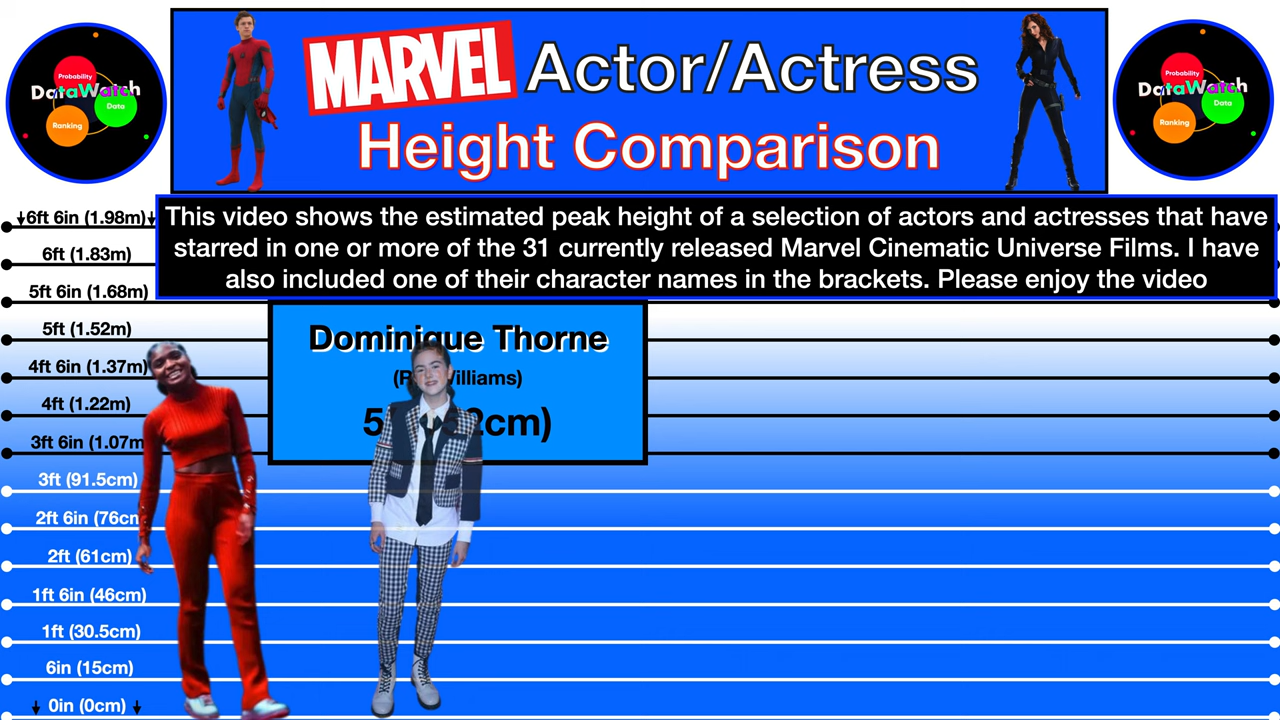 MARVEL Actor/Actress
Height Comparison
Probability
DataWatch
Data
Ranking
Probability
DataWatch
Data
Ranking
This video shows the estimated peak height of a selection of actors and actresses that have
starred in one or more of the 31 currently released Marvel Cinematic Universe Films. I have
also included one of their character names in the brackets. Please enjoy the video
6ft 6in (1.98m)
6ft (1.83m)
5ft 6in (1.68m)
5ft (1.52m)
4ft 6in (1.37m)
4ft (1.22m)
3ft 6in (1.07m
3ft (91.5cm)
2ft 6in (76cm
2ft (61cm)
1ft 6in (46cm)
1ft (30.5cm)
6in (15cm)
0in (0cm)
Dominique Thorne
Williams)